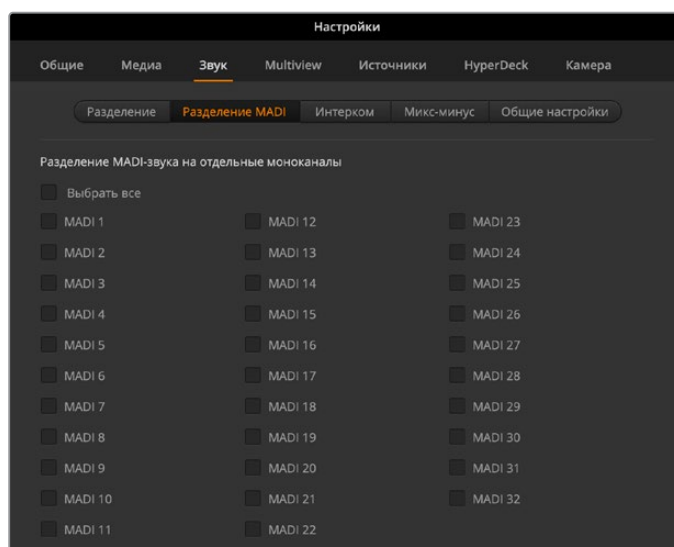 Настройки
Общие Медиа Звук Multiview Источники HyperDeck Камера
Разделение Разделение MADI Интерком Микс-минус Общие настройки
Разделение MADI-звука на отдельные моноканалы
Выбрать все
MADI 1 MADI 12 MADI 23
MADI 2 MADI 13 MADI 24
MADI 3 MADI 14 MADI 25
MADI 4 MADI 15 MADI 26
MADI 5 MADI 16 MADI 27
MADI 6 MADI 17 MADI 28
MADI 7 MADI 18 MADI 29
MADI 8 MADI 19 MADI 30
MADI 9 MADI 20 MADI 31
MADI 10 MADI 21 MADI 32
MADI 11 MADI 22